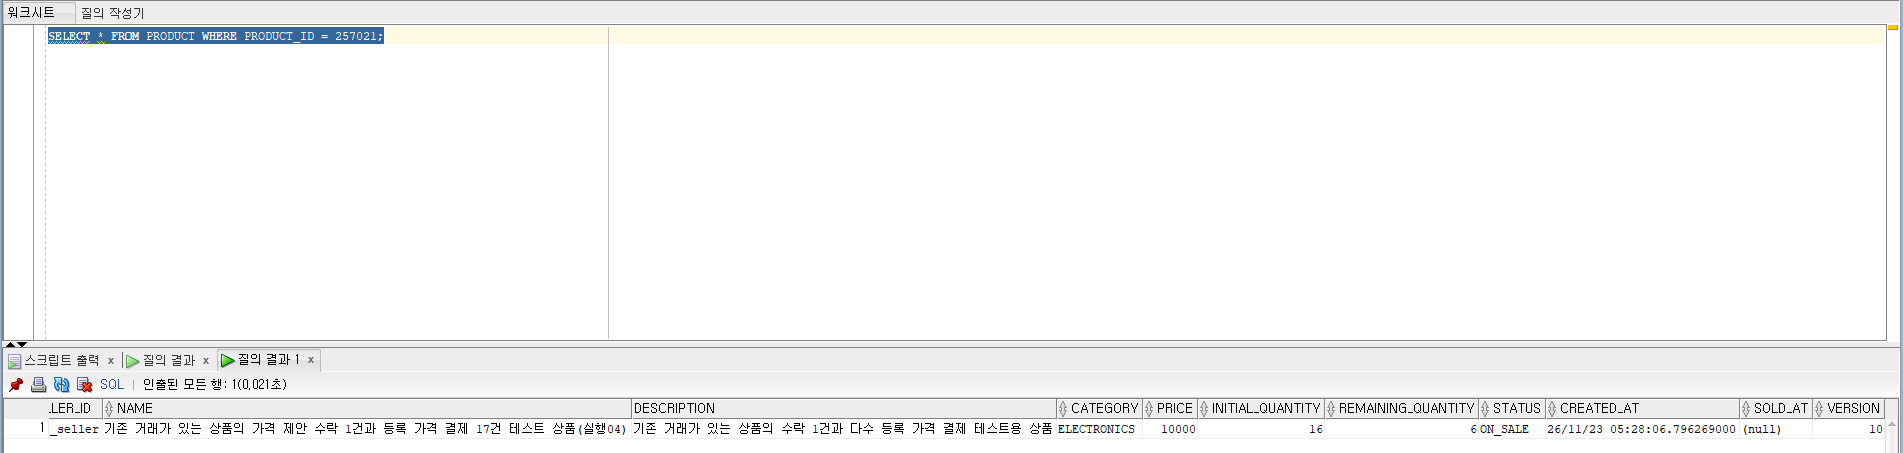 워크시트 질의 작성기
SELECT * FROM PRODUCT WHERE PRODUCT_ID = 257021;
스크립트 출력 x 질의 결과 x 질의 결과 1 x
SQL 인출된 모든 행: 1(0,021초)
LER_ID NAME DESCRIPTION CATEGORY PRICE INITIAL_QUANTITY REMAINING_QUANTITY STATUS CREATED_AT SOLD_AT VERSION
1 _seller 기존 거래가 있는 상품의 가격 제안 수락 1건과 등록 가격 결제 17건 테스트 상품(실행04) 기존 거래가 있는 상품의 수락 1건과 다수 등록 가격 결제 테스트용 상품 ELECTRONICS 10000 16 6 ON_SALE 26/11/23 05:28:06.796269000 (null) 10